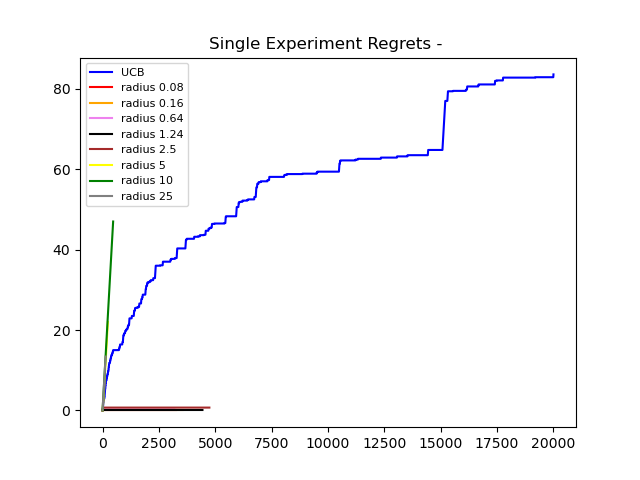 Single Experiment Regrets -
UCB
radius 0.08
radius 0.16
radius 0.64
radius 1.24
radius 2.5
radius 5
radius 10
radius 25
80
60
40
20
0
0 2500 5000 7500 10000 12500 15000 17500 20000